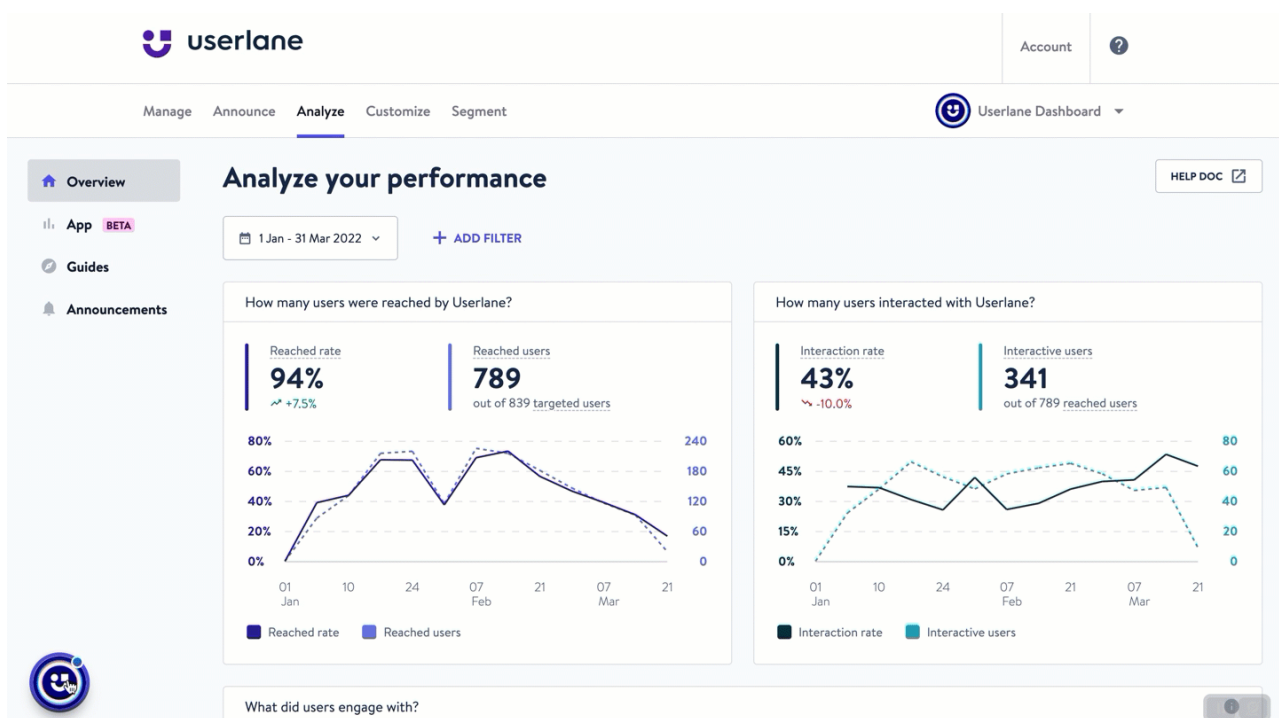 userlane
Account
Manage Announce Analyze Customize Segment
Userlane Dashboard
Overview
App BETA
Guides
Announcements
Analyze your performance
HELP DOC
1 Jan - 31 Mar 2022
+ ADD FILTER
How many users were reached by Userlane?
Reached rate
94%
+7.5%
Reached users
789
out of 839 targeted users
80% 240
60% 180
40% 120
20% 60
0% 0
01 10 24 07 21 07 21
Jan Feb Mar
Reached rate Reached users
How many users interacted with Userlane?
Interaction rate
43%
-10.0%
Interactive users
341
out of 789 reached users
60% 80
45% 60
30% 40
15% 20
0% 0
01 10 24 07 21 07 21
Jan Feb Mar
Interaction rate Interactive users
What did users engage with?